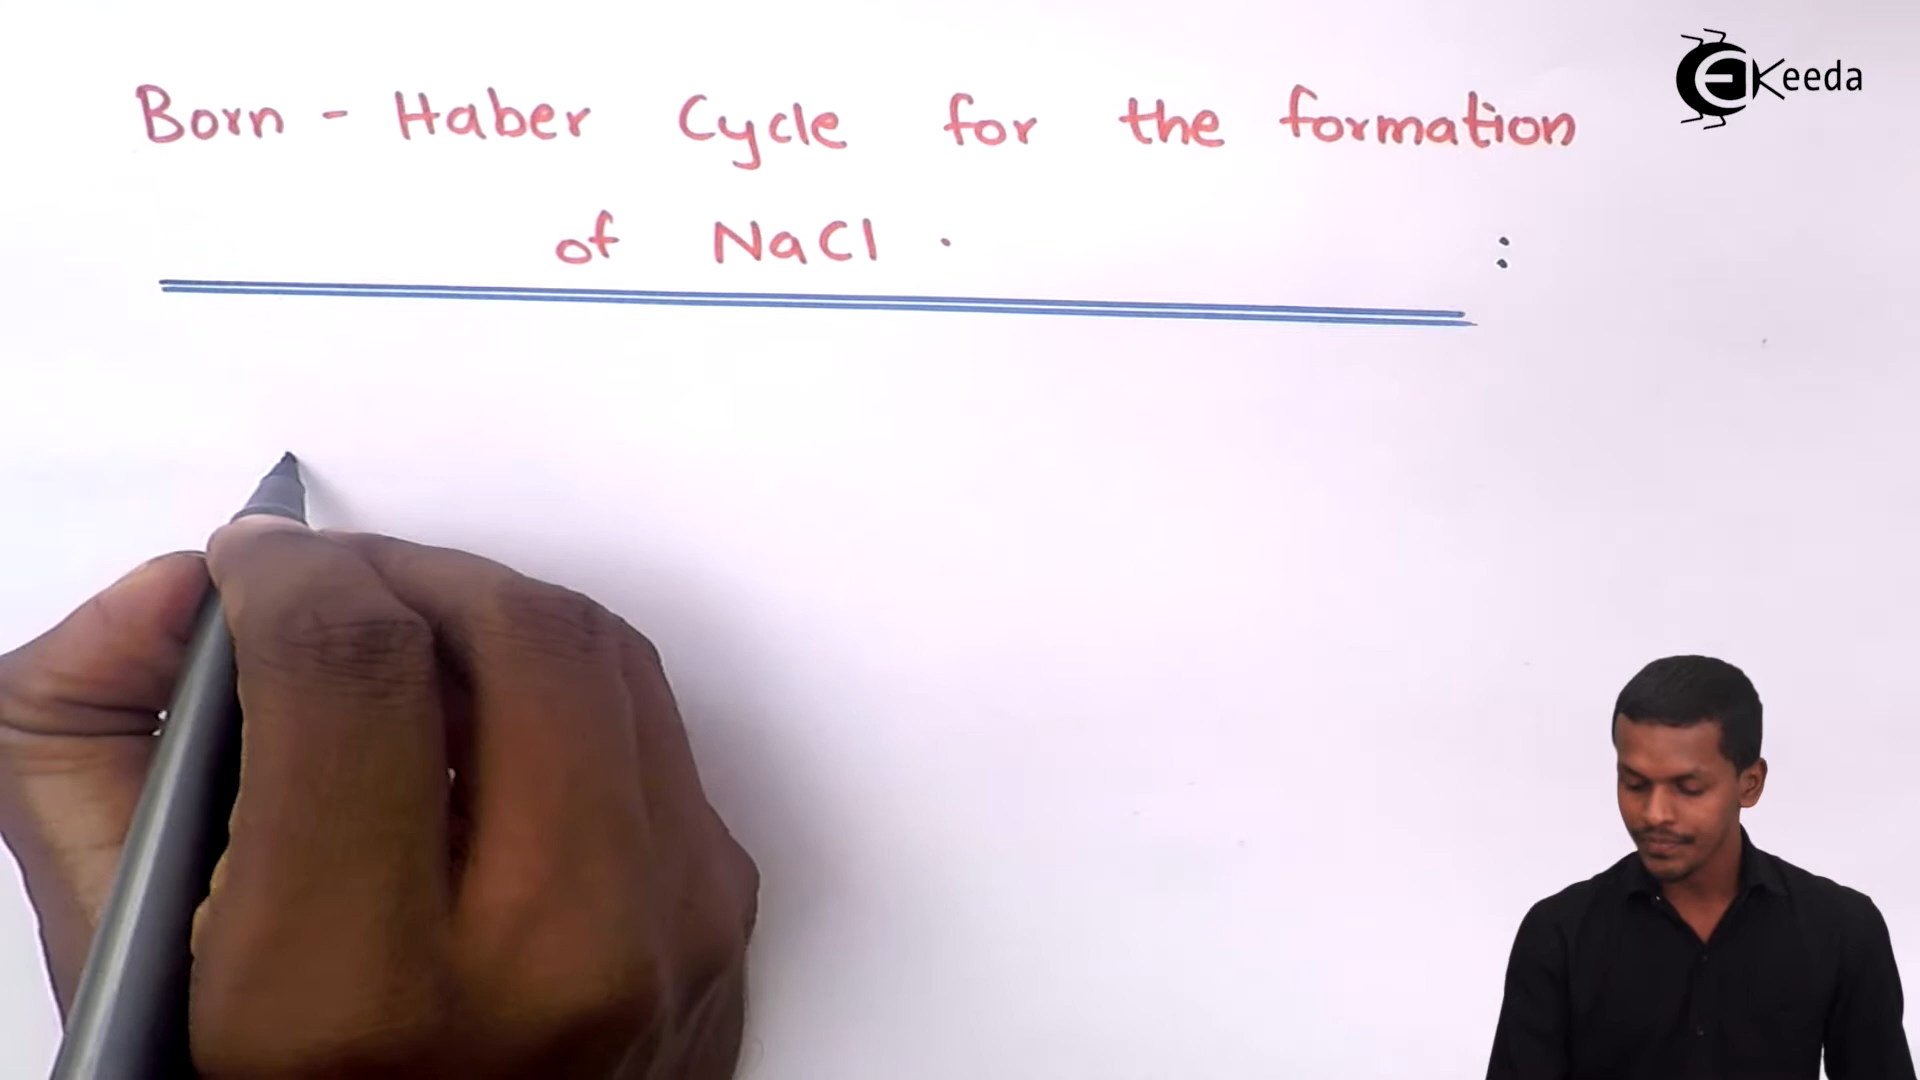 Born - Haber Cycle for the formation
of NaCl .
:
Keeda